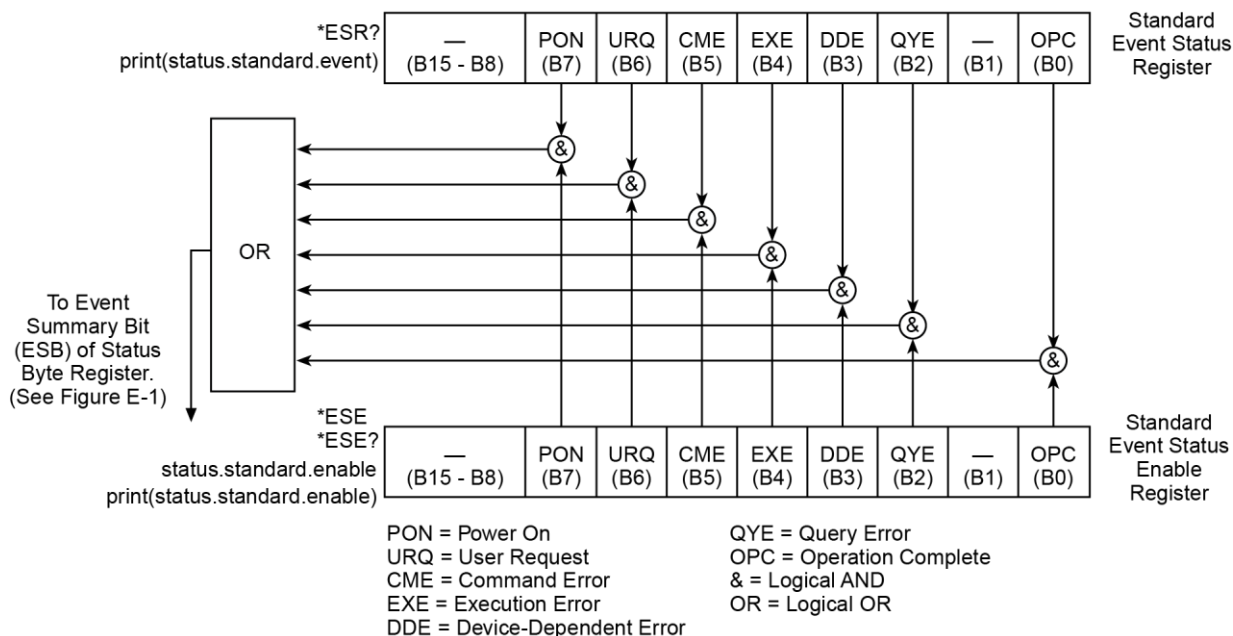 *ESR?
print(status.standard.event)
—
(B15 - B8)
PON
(B7)
URQ
(B6)
CME
(B5)
EXE
(B4)
DDE
(B3)
QYE
(B2)
—
(B1)
OPC
(B0)
Standard
Event Status
Register
&
&
&
&
&
&
&
OR
To Event
Summary Bit
(ESB) of Status
Byte Register.
(See Figure E-1)
*ESE
*ESE?
status.standard.enable
print(status.standard.enable)
—
(B15 - B8)
PON
(B7)
URQ
(B6)
CME
(B5)
EXE
(B4)
DDE
(B3)
QYE
(B2)
—
(B1)
OPC
(B0)
Standard
Event Status
Enable
Register
PON = Power On
URQ = User Request
CME = Command Error
EXE = Execution Error
DDE = Device-Dependent Error
QYE = Query Error
OPC = Operation Complete
& = Logical AND
OR = Logical OR